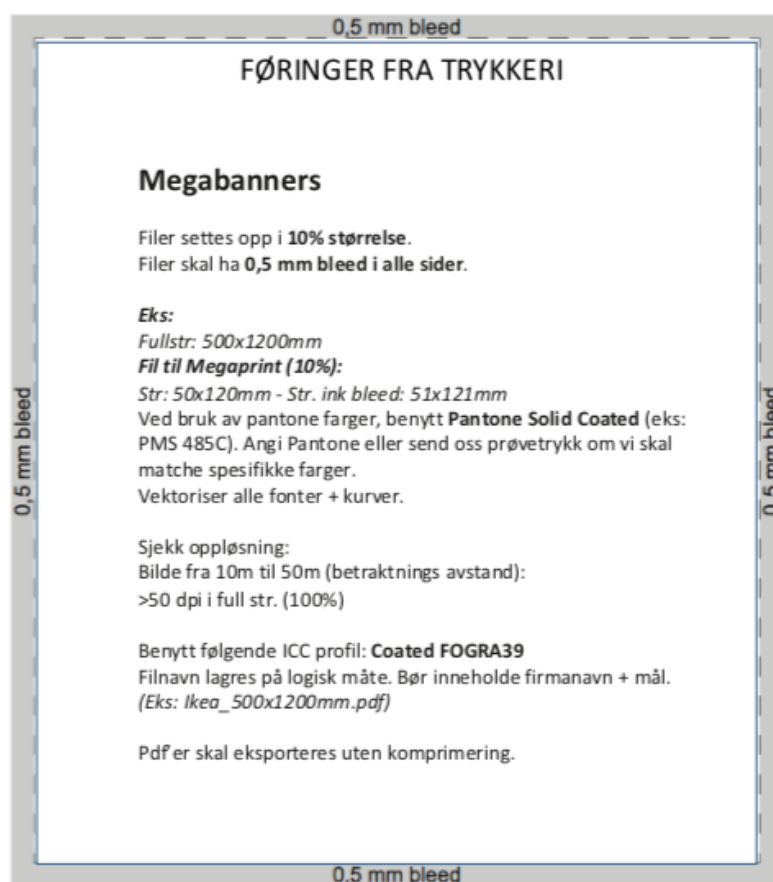 0,5 mm bleed
FØRINGER FRA TRYKKERI
Megabanners
Filer settes opp i 10% størrelse.
Filer skal ha 0,5 mm bleed i alle sider.
Eks:
Fullstr: 500x1200mm
Fil til Megaprint (10%):
Str: 50x120mm - Str. ink bleed: 51x121mm
Ved bruk av pantone farger, benytt Pantone Solid Coated (eks:
PMS 485C). Angi Pantone eller send oss prøvetrykk om vi skal
matche spesifikke farger.
Vektoriser alle fonter + kurver.
0,5 mm bleed
0,5 mm bleed
Sjekk oppløsning:
Bilde fra 10m til 50m (betraktnings avstand):
>50 dpi i full str. (100%)
Benytt følgende ICC profil: Coated FOGRA39
Filnavn lagres på logisk måte. Bør inneholde firmanavn + mål.
(Eks: Ikea_500x1200mm.pdf)
Pdf'er skal eksporteres uten komprimering.
0,5 mm bleed